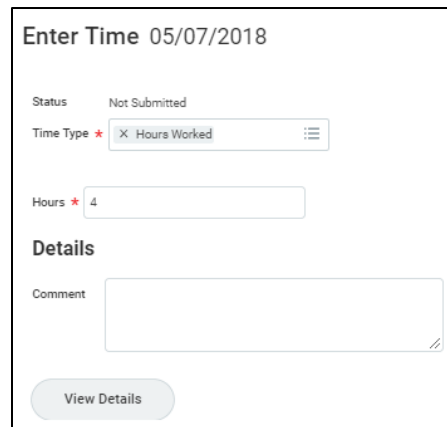 Enter Time 05/07/2018
Status Not Submitted
Time Type * × Hours Worked
Hours * 4
Details
Comment
View Details